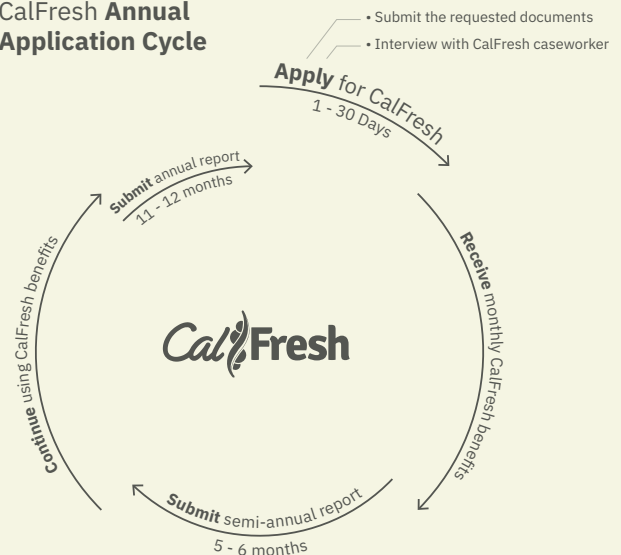 CalFresh Annual
Application Cycle
• Submit the requested documents
• Interview with CalFresh caseworker
Apply for CalFresh
1 - 30 Days
Receive monthly CalFresh benefits
Submit semi-annual report
5 - 6 months
Continue using CalFresh benefits
Submit annual report
11 - 12 months
CalFresh